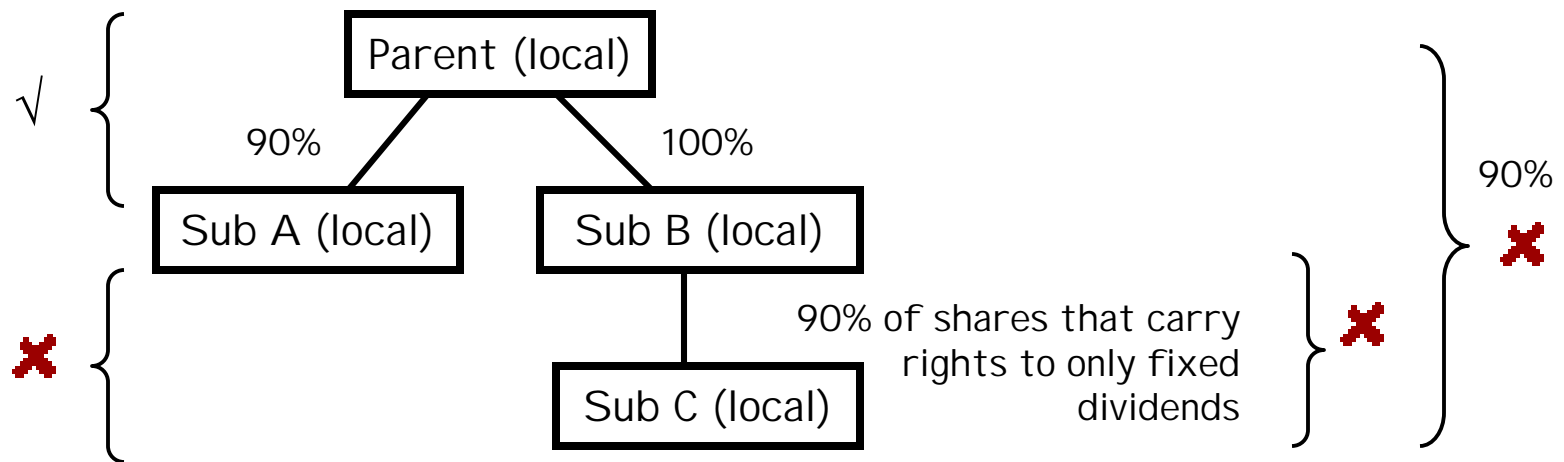 Parent (local)
√
90%
100%
90%
Sub A (local)
Sub B (local)
90% of shares that carry
rights to only fixed
dividends
Sub C (local)